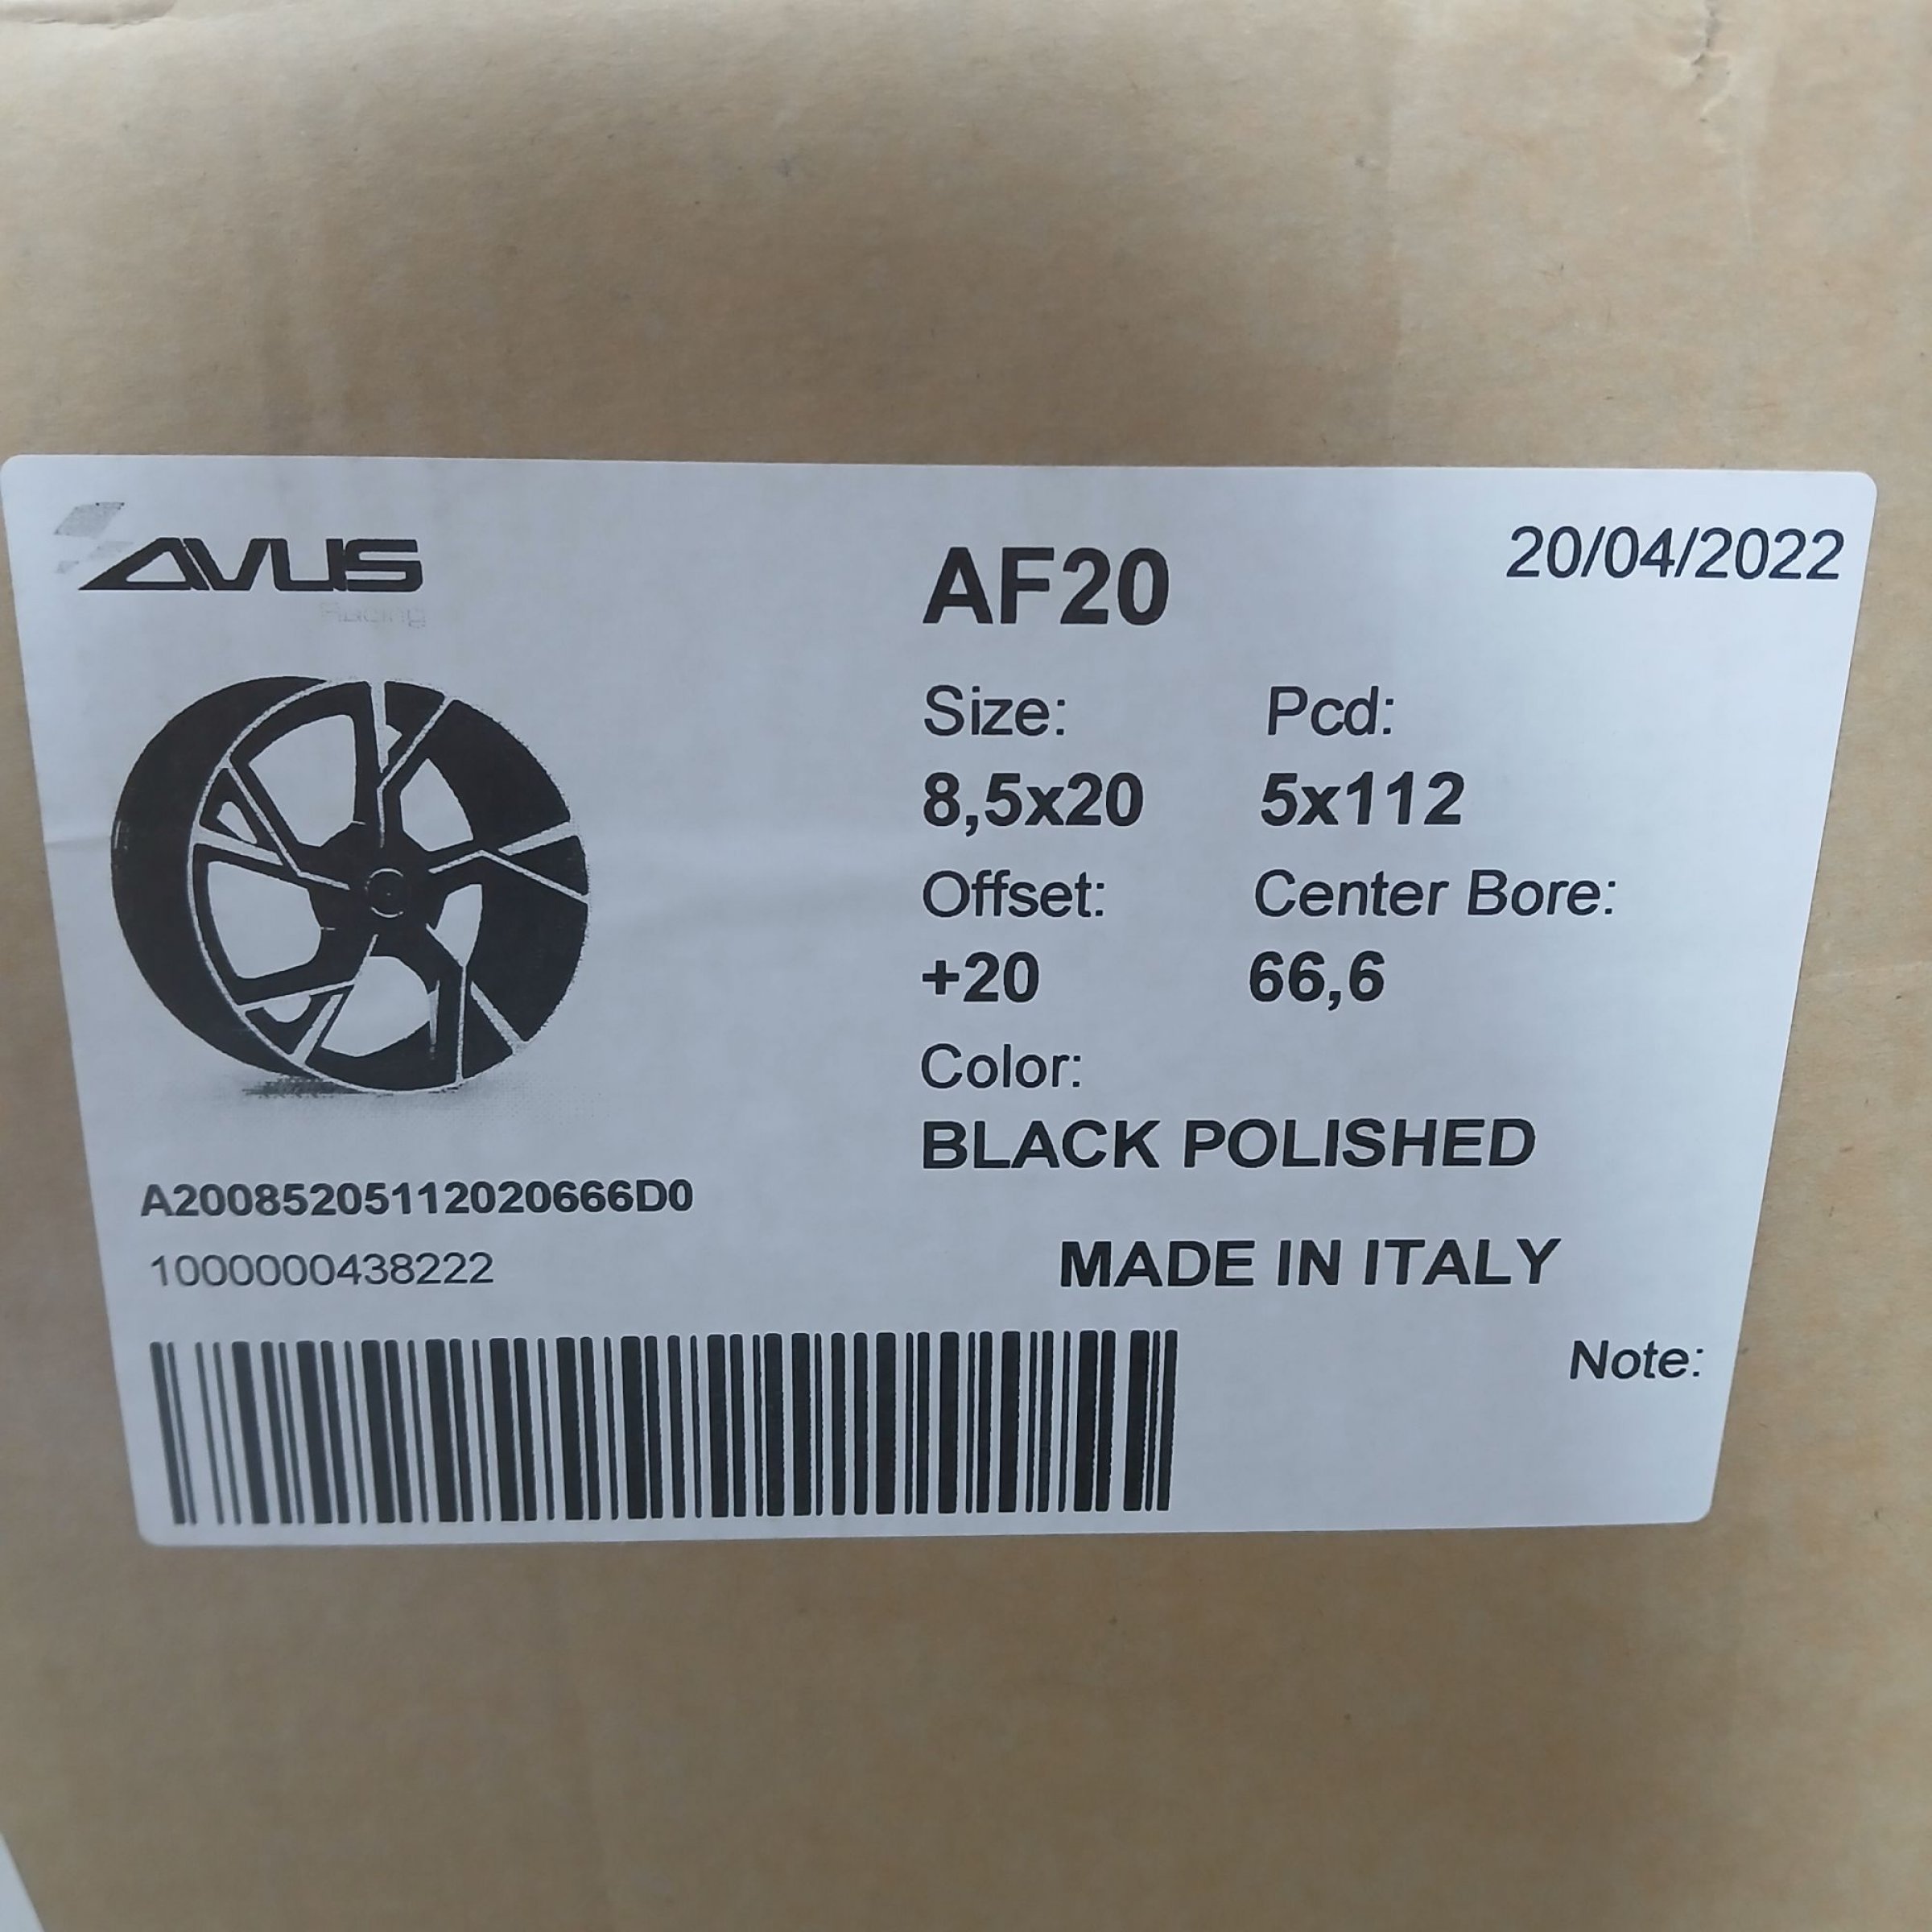 AVUS
Racing
AF20
20/04/2022
Size: Pcd:
8,5x20 5x112
Offset: Center Bore:
+20 66,6
Color:
BLACK POLISHED
A20085205112020666D0
1000000438222
MADE IN ITALY
Note: